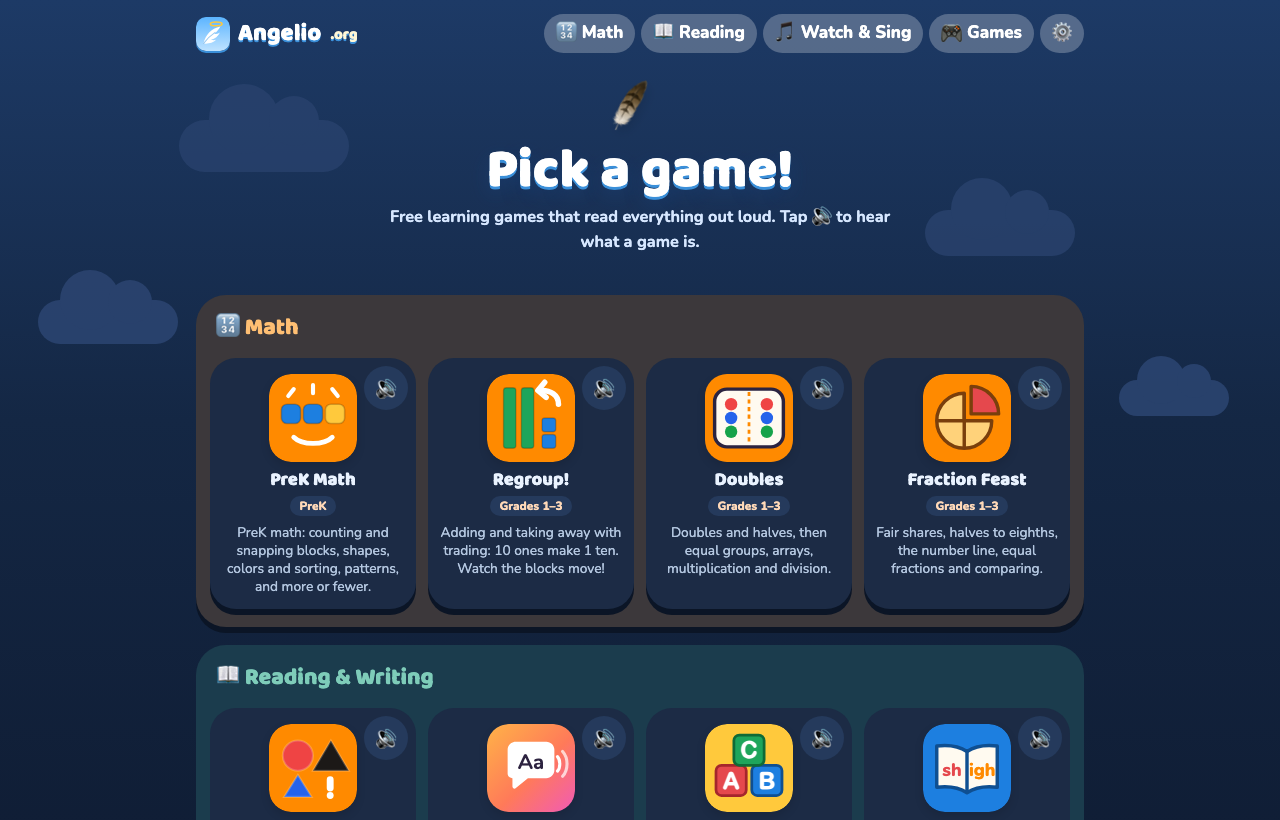 Angelio .org
Math
Reading
Watch & Sing
Games
Pick a game!
Free learning games that read everything out loud. Tap 🔊 to hear
what a game is.
Math
PreK Math
PreK
PreK math: counting and
snapping blocks, shapes,
colors and sorting, patterns,
and more or fewer.
Regroup!
Grades 1–3
Adding and taking away with
trading: 10 ones make 1 ten.
Watch the blocks move!
Doubles
Grades 1–3
Doubles and halves, then
equal groups, arrays,
multiplication and division.
Fraction Feast
Grades 1–3
Fair shares, halves to eighths,
the number line, equal
fractions and comparing.
Reading & Writing
!
Aa
C
A B
sh igh